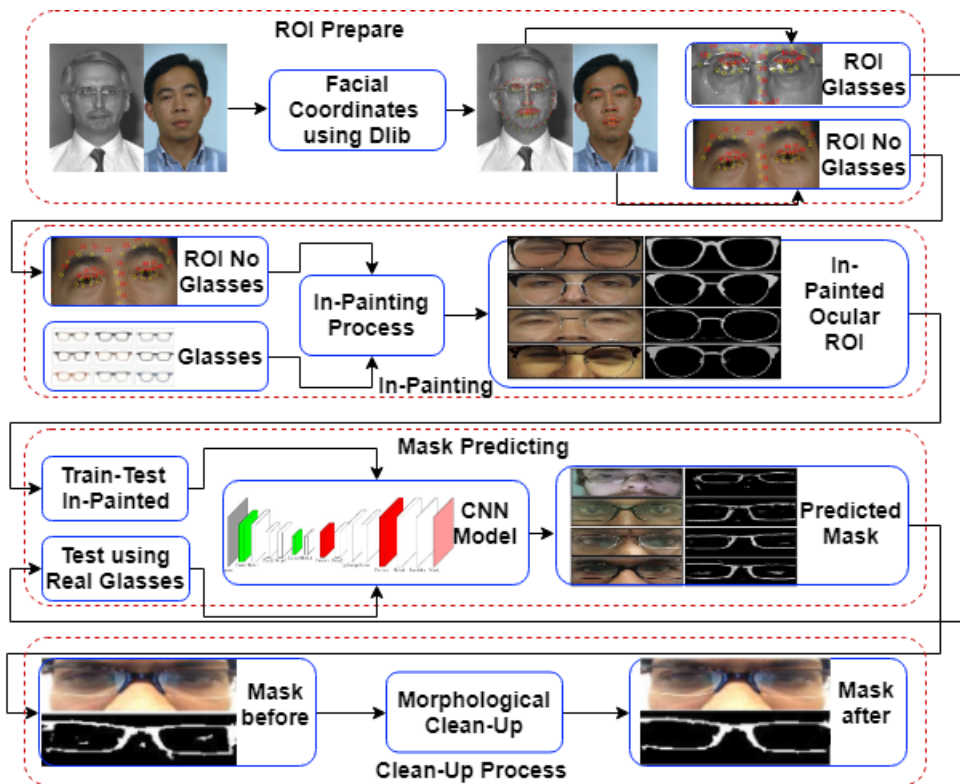 ROI Prepare
Facial
Coordinates
using Dlib
ROI
Glasses
ROI No
Glasses
ROI No
Glasses
Glasses
In-Painting
Process
In-Painting
In-
Painted
Ocular
ROI
Mask Predicting
Train-Test
In-Painted
Test using
Real Glasses
CNN
Model
Predicted
Mask
Mask
before
Morphological
Clean-Up
Mask
after
Clean-Up Process